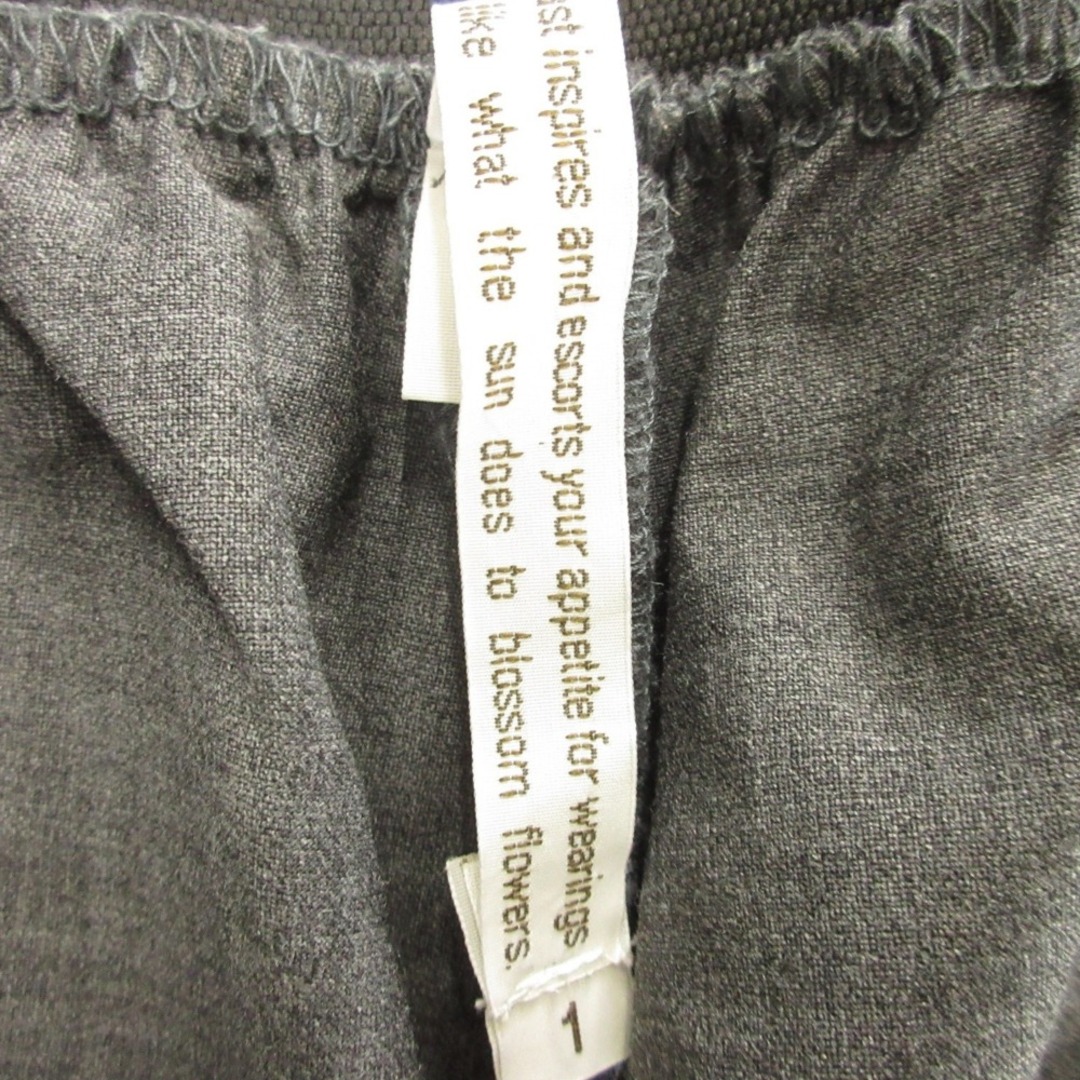 inspires and escorts your appetite for wearings
like what the sun does to blossom flowers.
1